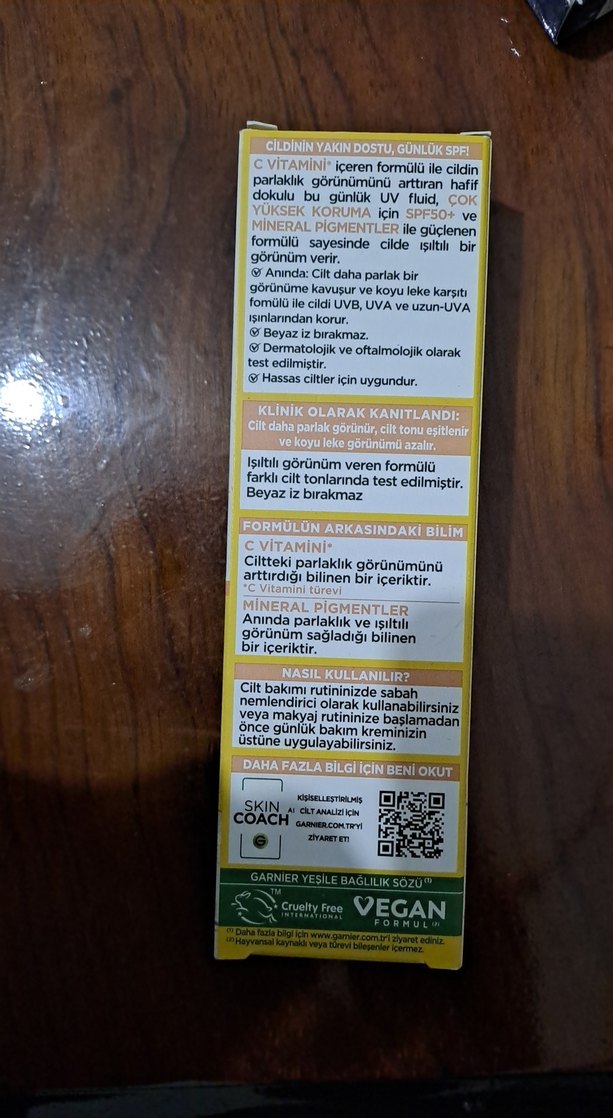 CİLDİNİN YAKIN DOSTU, GÜNLÜK SPF!
C VİTAMİNİ* içeren formülü ile cildin
parlaklık görünümünü arttıran hafif
dokulu bu günlük UV fluid, ÇOK
YÜKSEK KORUMA için SPF50+ ve
MİNERAL PİGMENTLER ile güçlenen
formülü sayesinde cilde ışıltılı bir
görünüm verir.
Anında: Cilt daha parlak bir
görünüme kavuşur ve koyu leke karşıtı
fomülü ile cildi UVB, UVA ve uzun-UVA
ışınlarından korur.
Beyaz iz bırakmaz.
Dermatolojik ve oftalmolojik olarak
test edilmiştir.
Hassas ciltler için uygundur.
KLİNİK OLARAK KANITLANDI:
Cilt daha parlak görünür, cilt tonu eşitlenir
ve koyu leke görünümü azalır.
Işıltılı görünüm veren formülü
farklı cilt tonlarında test edilmiştir.
Beyaz iz bırakmaz
FORMÜLÜN ARKASINDAKİ BİLİM
C VİTAMİNİ*
Ciltteki parlaklık görünümünü
arttırdığı bilinen bir içeriktir.
*C Vitamini türevi
MİNERAL PİGMENTLER
Anında parlaklık ve ışıltılı
görünüm sağladığı bilinen
bir içeriktir.
NASIL KULLANILIR?
Cilt bakımı rutininizde sabah
nemlendirici olarak kullanabilirsiniz
veya makyaj rutininize başlamadan
önce günlük bakım kreminizin
üstüne uygulayabilirsiniz.
DAHA FAZLA BİLGİ İÇİN BENİ OKUT
SKIN
COACH AI
G
KİŞİSELLEŞTİRİLMİŞ
CİLT ANALİZİ İÇİN
GARNIER.COM.TR'Yİ
ZİYARET ET!
GARNIER YEŞİLE BAĞLILIK SÖZÜ (1)
TM
Cruelty Free
INTERNATIONAL
VEGAN
FORMUL (2)
(1) Daha fazla bilgi için www.garnier.com.tr'i ziyaret ediniz.
(2) Hayvansal kaynaklı veya türevi bileşenler içermez.